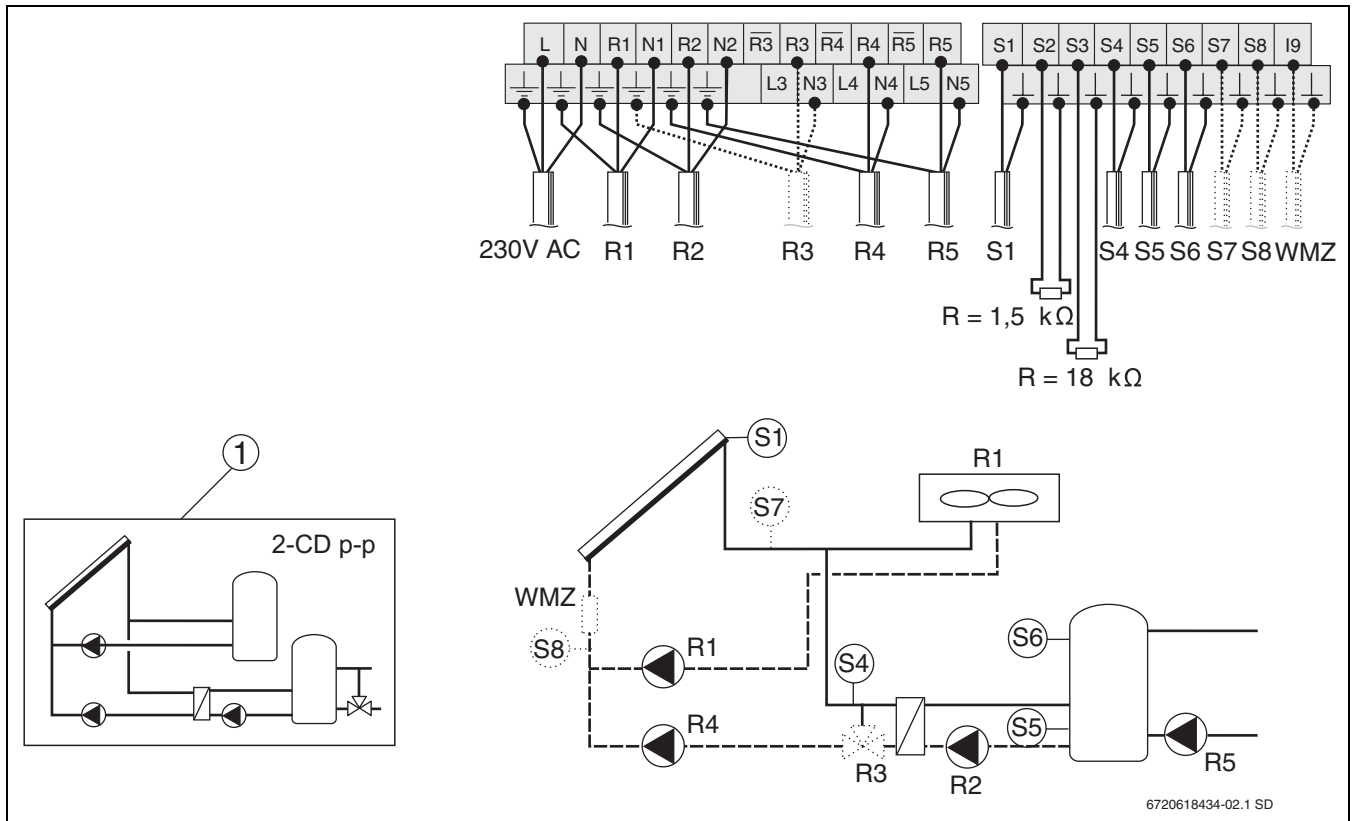 L N R1 N1 R2 N2 R3 R3 R4 R4 R5 R5 S1 S2 S3 S4 S5 S6 S7 S8 I9
L3 N3 L4 N4 L5 N5
230V AC R1 R2 R3 R4 R5 S1 S4 S5 S6 S7 S8 WMZ
R = 1,5 kΩ
R = 18 kΩ
1
2-CD p-p
S1
R1
S7
WMZ
S8
R1
S4
S6
R4
S5
R3
R2
R5
6720618434-02.1 SD